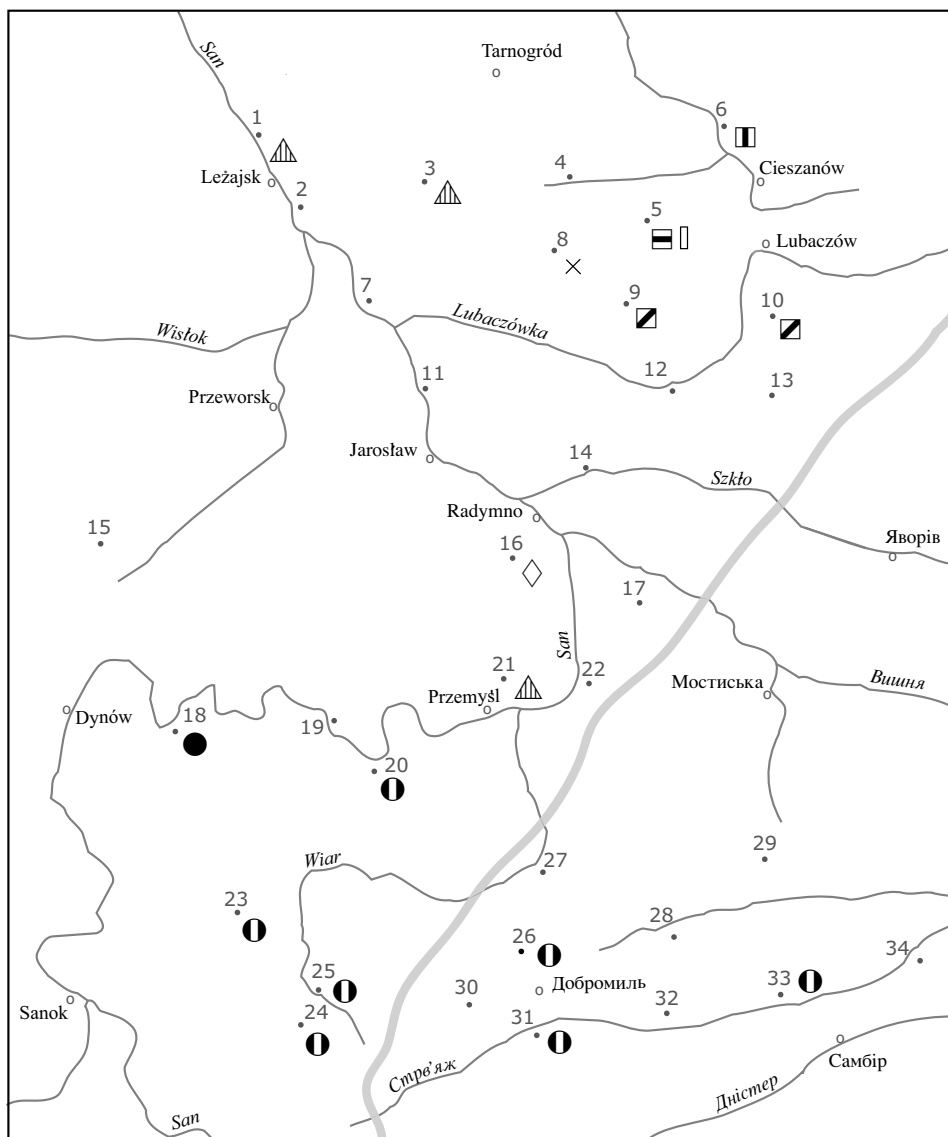 San
Tarnogród
1
6
Leżajsk
3
4
Cieszanów
2
5
8
Lubaczów
7
9
10
Lubaczówka
Wisłok
11
12
13
Przeworsk
Jarosław
14
Szkło
Radymno
15
16
Яворів
17
San
21
22
Мостиська
Вишня
Przemyśl
Dynów
18
19
20
Wiar
27
29
23
26
28
34
25
Добромиль
33
Sanok
24
30
32
31
Самбір
Стрв'яж
Дністер
San